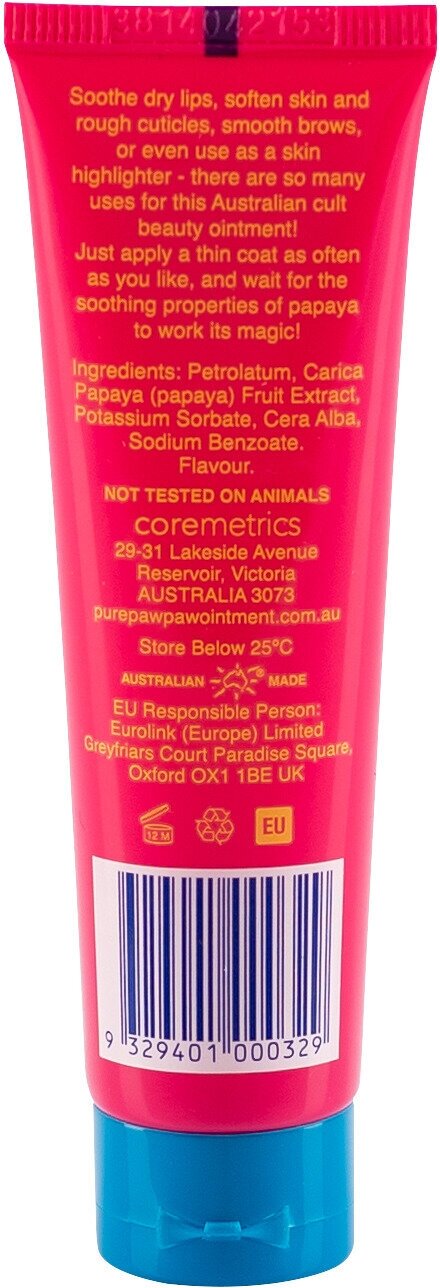 Soothe dry lips, soften skin and
rough cuticles, smooth brows,
or even use as a skin
highlighter - there are so many
uses for this Australian cult
beauty ointment!
Just apply a thin coat as often
as you like, and wait for the
soothing properties of papaya
to work its magic!
Ingredients: Petrolatum, Carica
Papaya (papaya) Fruit Extract,
Potassium Sorbate, Cera Alba,
Sodium Benzoate.
Flavour.
NOT TESTED ON ANIMALS
coremetrics
29-31 Lakeside Avenue
Reservoir, Victoria
AUSTRALIA 3073
purepawpawointment.com.au
Store Below 25°C
AUSTRALIAN ® MADE
EU Responsible Person:
Eurolink (Europe) Limited
Greyfriars Court Paradise Square,
Oxford OX1 1BE UK
12 M
EU
9 329401 000329